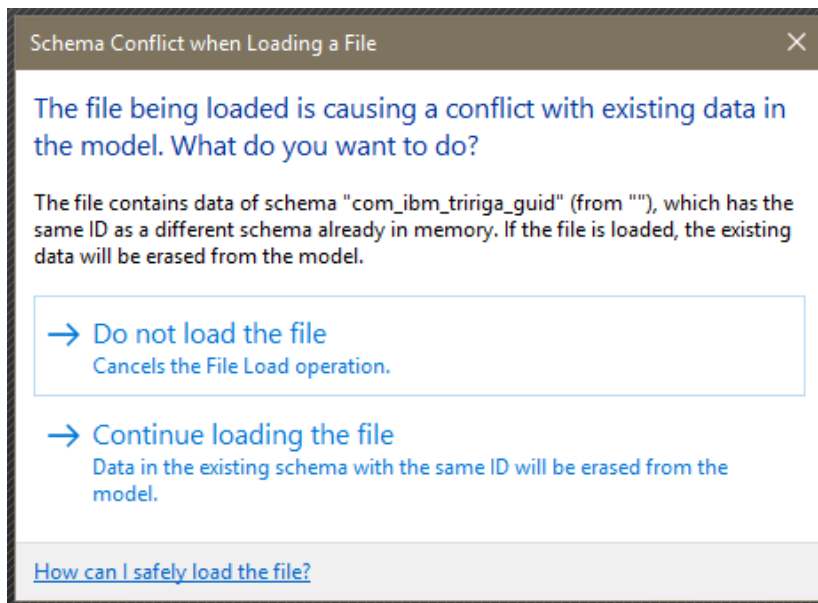 Schema Conflict when Loading a File
The file being loaded is causing a conflict with existing data in
the model. What do you want to do?
The file contains data of schema "com_ibm_tririga_guid" (from ""), which has the
same ID as a different schema already in memory. If the file is loaded, the existing
data will be erased from the model.
Do not load the file
Cancels the File Load operation.
Continue loading the file
Data in the existing schema with the same ID will be erased from the
model.
How can I safely load the file?